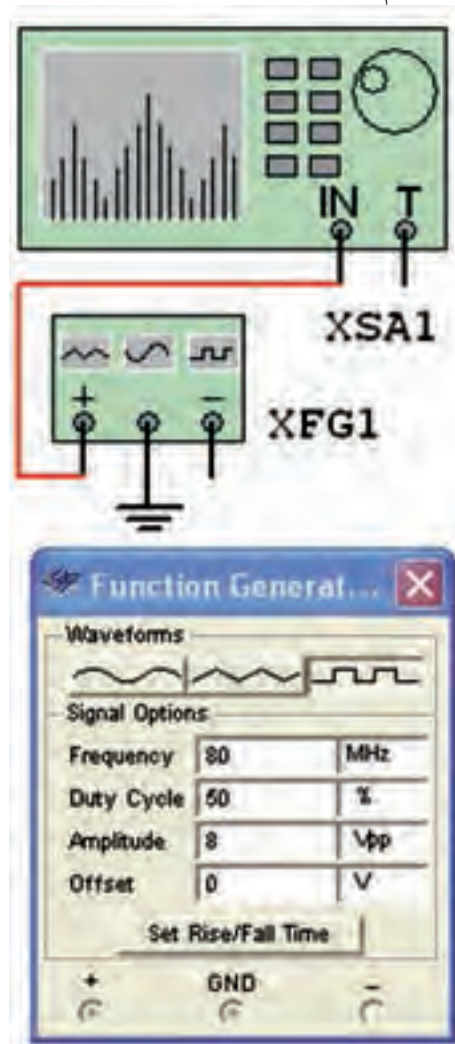 IN T
XSA1
+ −
XFG1
Function Generat...
Waveforms
Signal Options
Frequency 80 MHz
Duty Cycle 50 %
Amplitude 8 Vpp
Offset 0 V
Set Rise/Fall Time
+ GND −